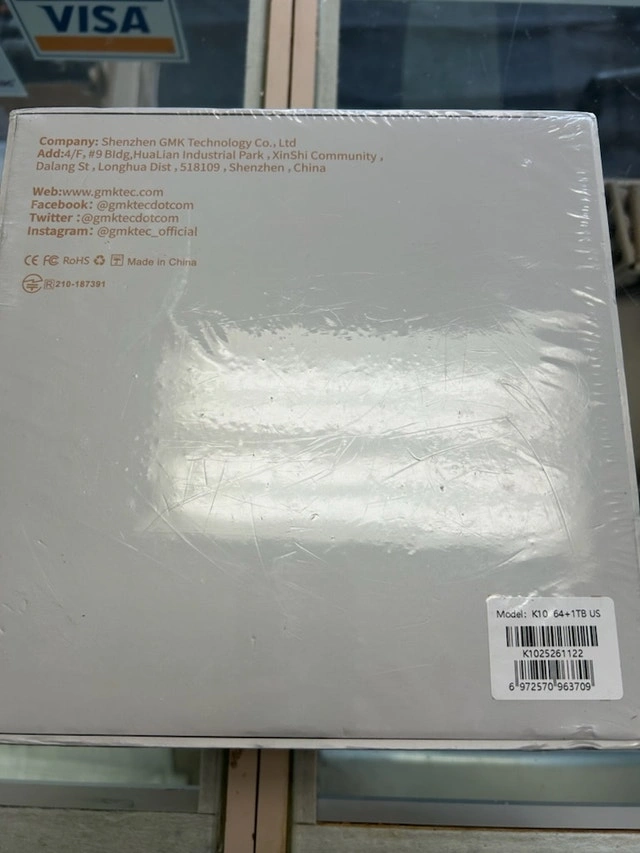 VISA
Company: Shenzhen GMK Technology Co., Ltd
Add:4/F, #9 Bldg,HuaLian Industrial Park , XinShi Community ,
Dalang St , Longhua Dist , 518109 , Shenzhen , China
Web:www.gmktec.com
Facebook: @gmktecdotcom
Twitter :@gmktecdotcom
Instagram: @gmktec_official
CE FC RoHS Made in China
R 210-187391
Model: K10 64+1TB US
K1025261122
6 972570 963709